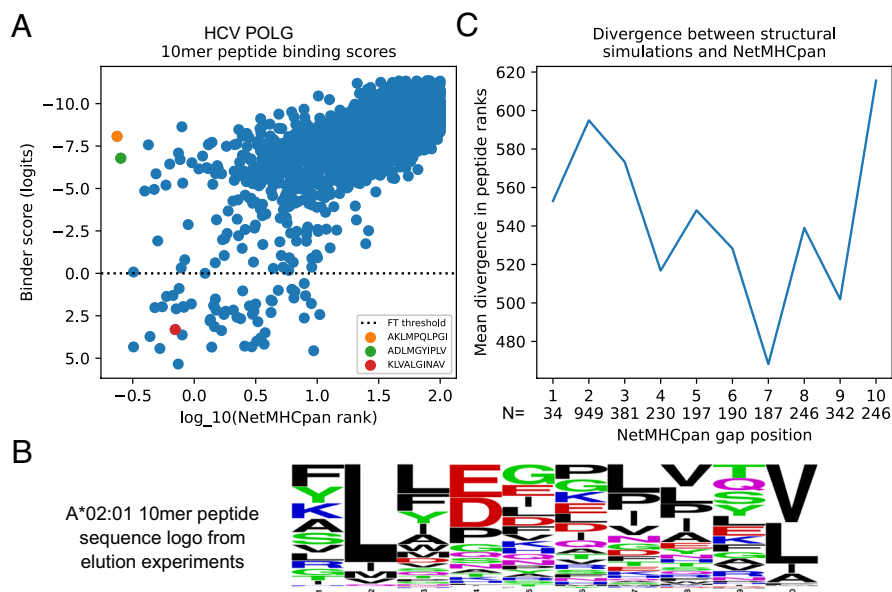 A
HCV POLG
10mer peptide binding scores
Binder score (logits)
-10.0
-7.5
-5.0
-2.5
0.0
2.5
5.0
FT threshold
AKLMPQLPGI
ADLMGYIPLV
KLVALGINAV
-0.5 0.0 0.5 1.0 1.5 2.0
log_10(NetMHCpan rank)
C
Divergence between structural
simulations and NetMHCpan
Mean divergence in peptide ranks
620
600
580
560
540
520
500
480
1 2 3 4 5 6 7 8 9 10
N= 34 949 381 230 197 190 187 246 342 246
NetMHCpan gap position
B
A*02:01 10mer peptide
sequence logo from
elution experiments